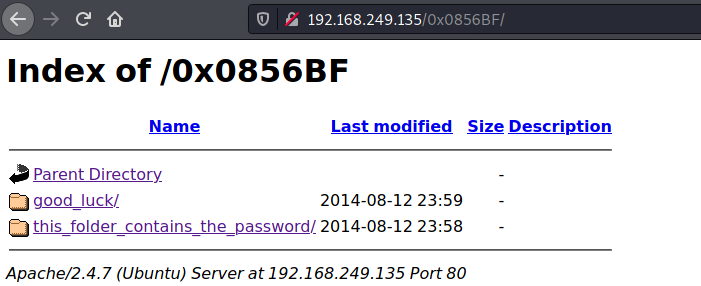 192.168.249.135/0x0856BF/
Index of /0x0856BF
Name Last modified Size Description
Parent Directory -
good_luck/ 2014-08-12 23:59 -
this_folder_contains_the_password/ 2014-08-12 23:58 -
Apache/2.4.7 (Ubuntu) Server at 192.168.249.135 Port 80